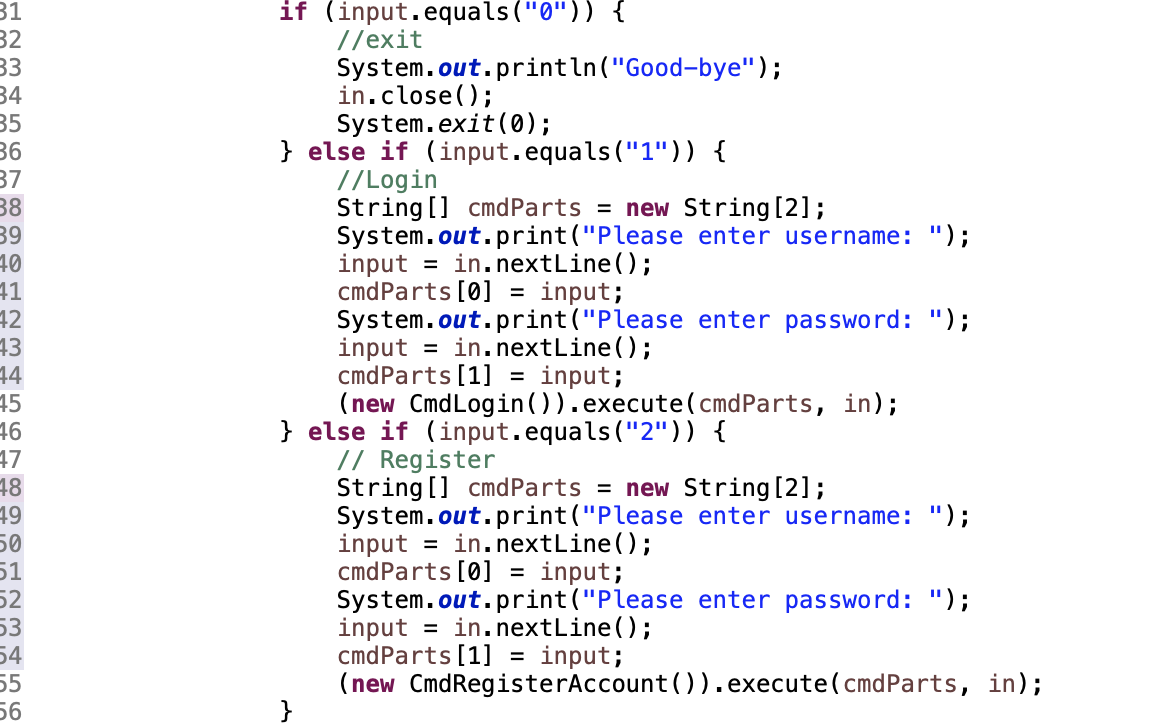 31 if (input.equals("0")) {
32 //exit
33 System.out.println("Good-bye");
34 in.close();
35 System.exit(0);
36 } else if (input.equals("1")) {
37 //Login
38 String[] cmdParts = new String[2];
39 System.out.print("Please enter username: ");
40 input = in.nextLine();
41 cmdParts[0] = input;
42 System.out.print("Please enter password: ");
43 input = in.nextLine();
44 cmdParts[1] = input;
45 (new CmdLogin()).execute(cmdParts, in);
46 } else if (input.equals("2")) {
47 // Register
48 String[] cmdParts = new String[2];
49 System.out.print("Please enter username: ");
50 input = in.nextLine();
51 cmdParts[0] = input;
52 System.out.print("Please enter password: ");
53 input = in.nextLine();
54 cmdParts[1] = input;
55 (new CmdRegisterAccount()).execute(cmdParts, in);
56 }